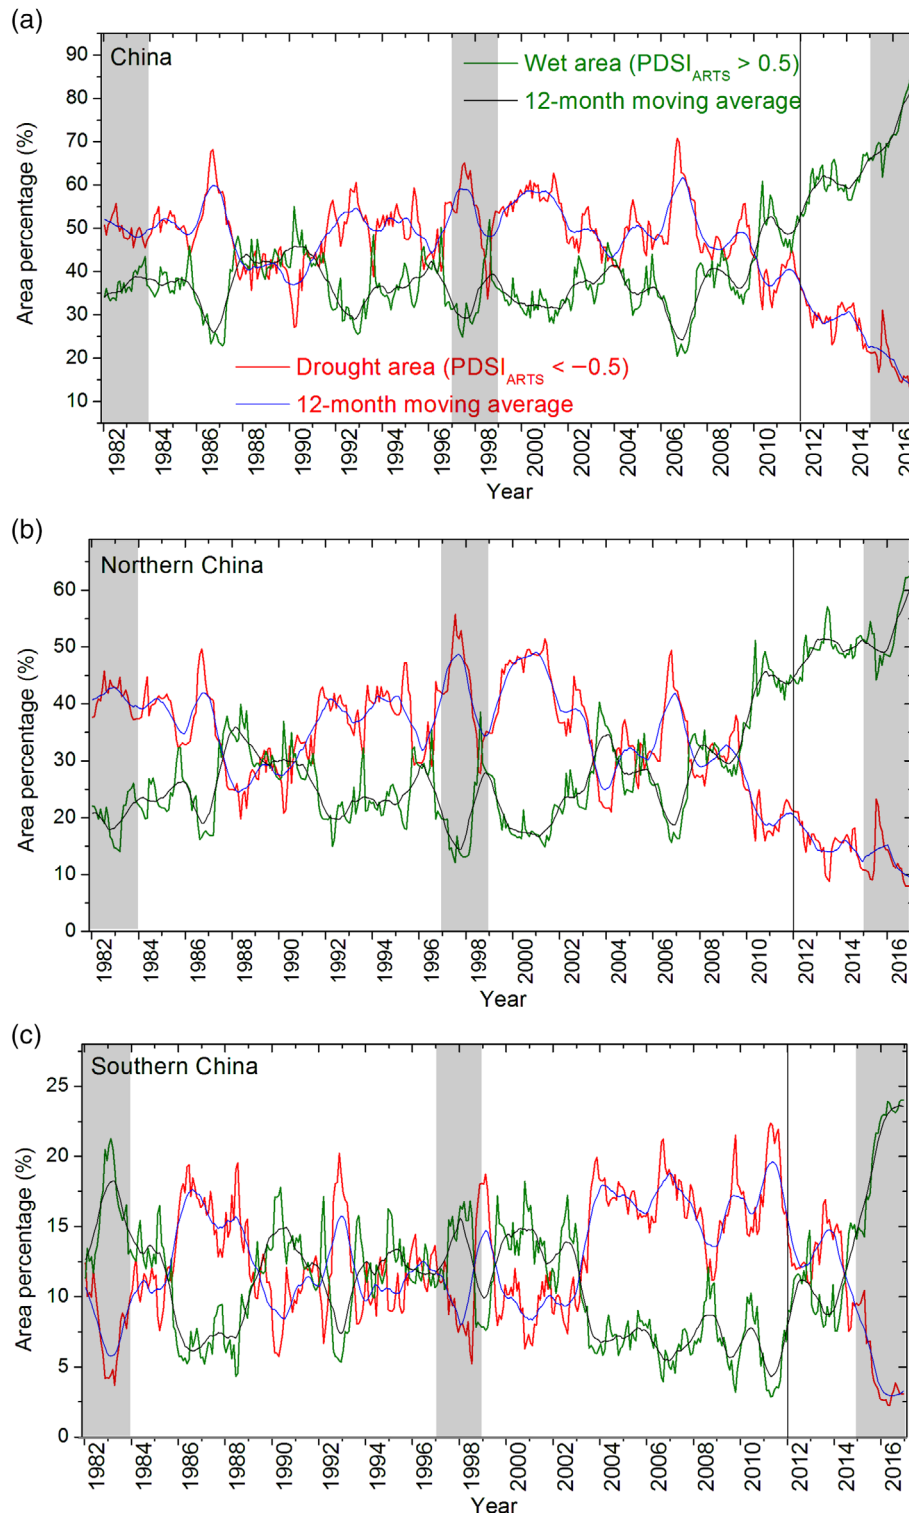 (a)
China
Wet area (PDSI_ARTS > 0.5)
12-month moving average
Drought area (PDSI_ARTS < −0.5)
12-month moving average
90
80
70
60
50
40
30
20
10
Area percentage (%)
1982 1984 1986 1988 1990 1992 1994 1996 1998 2000 2002 2004 2006 2008 2010 2012 2014 2016
Year
(b)
Northern China
60
50
40
30
20
10
0
Area percentage (%)
1982 1984 1986 1988 1990 1992 1994 1996 1998 2000 2002 2004 2006 2008 2010 2012 2014 2016
Year
(c)
Southern China
25
20
15
10
5
0
Area percentage (%)
1982 1984 1986 1988 1990 1992 1994 1996 1998 2000 2002 2004 2006 2008 2010 2012 2014 2016
Year